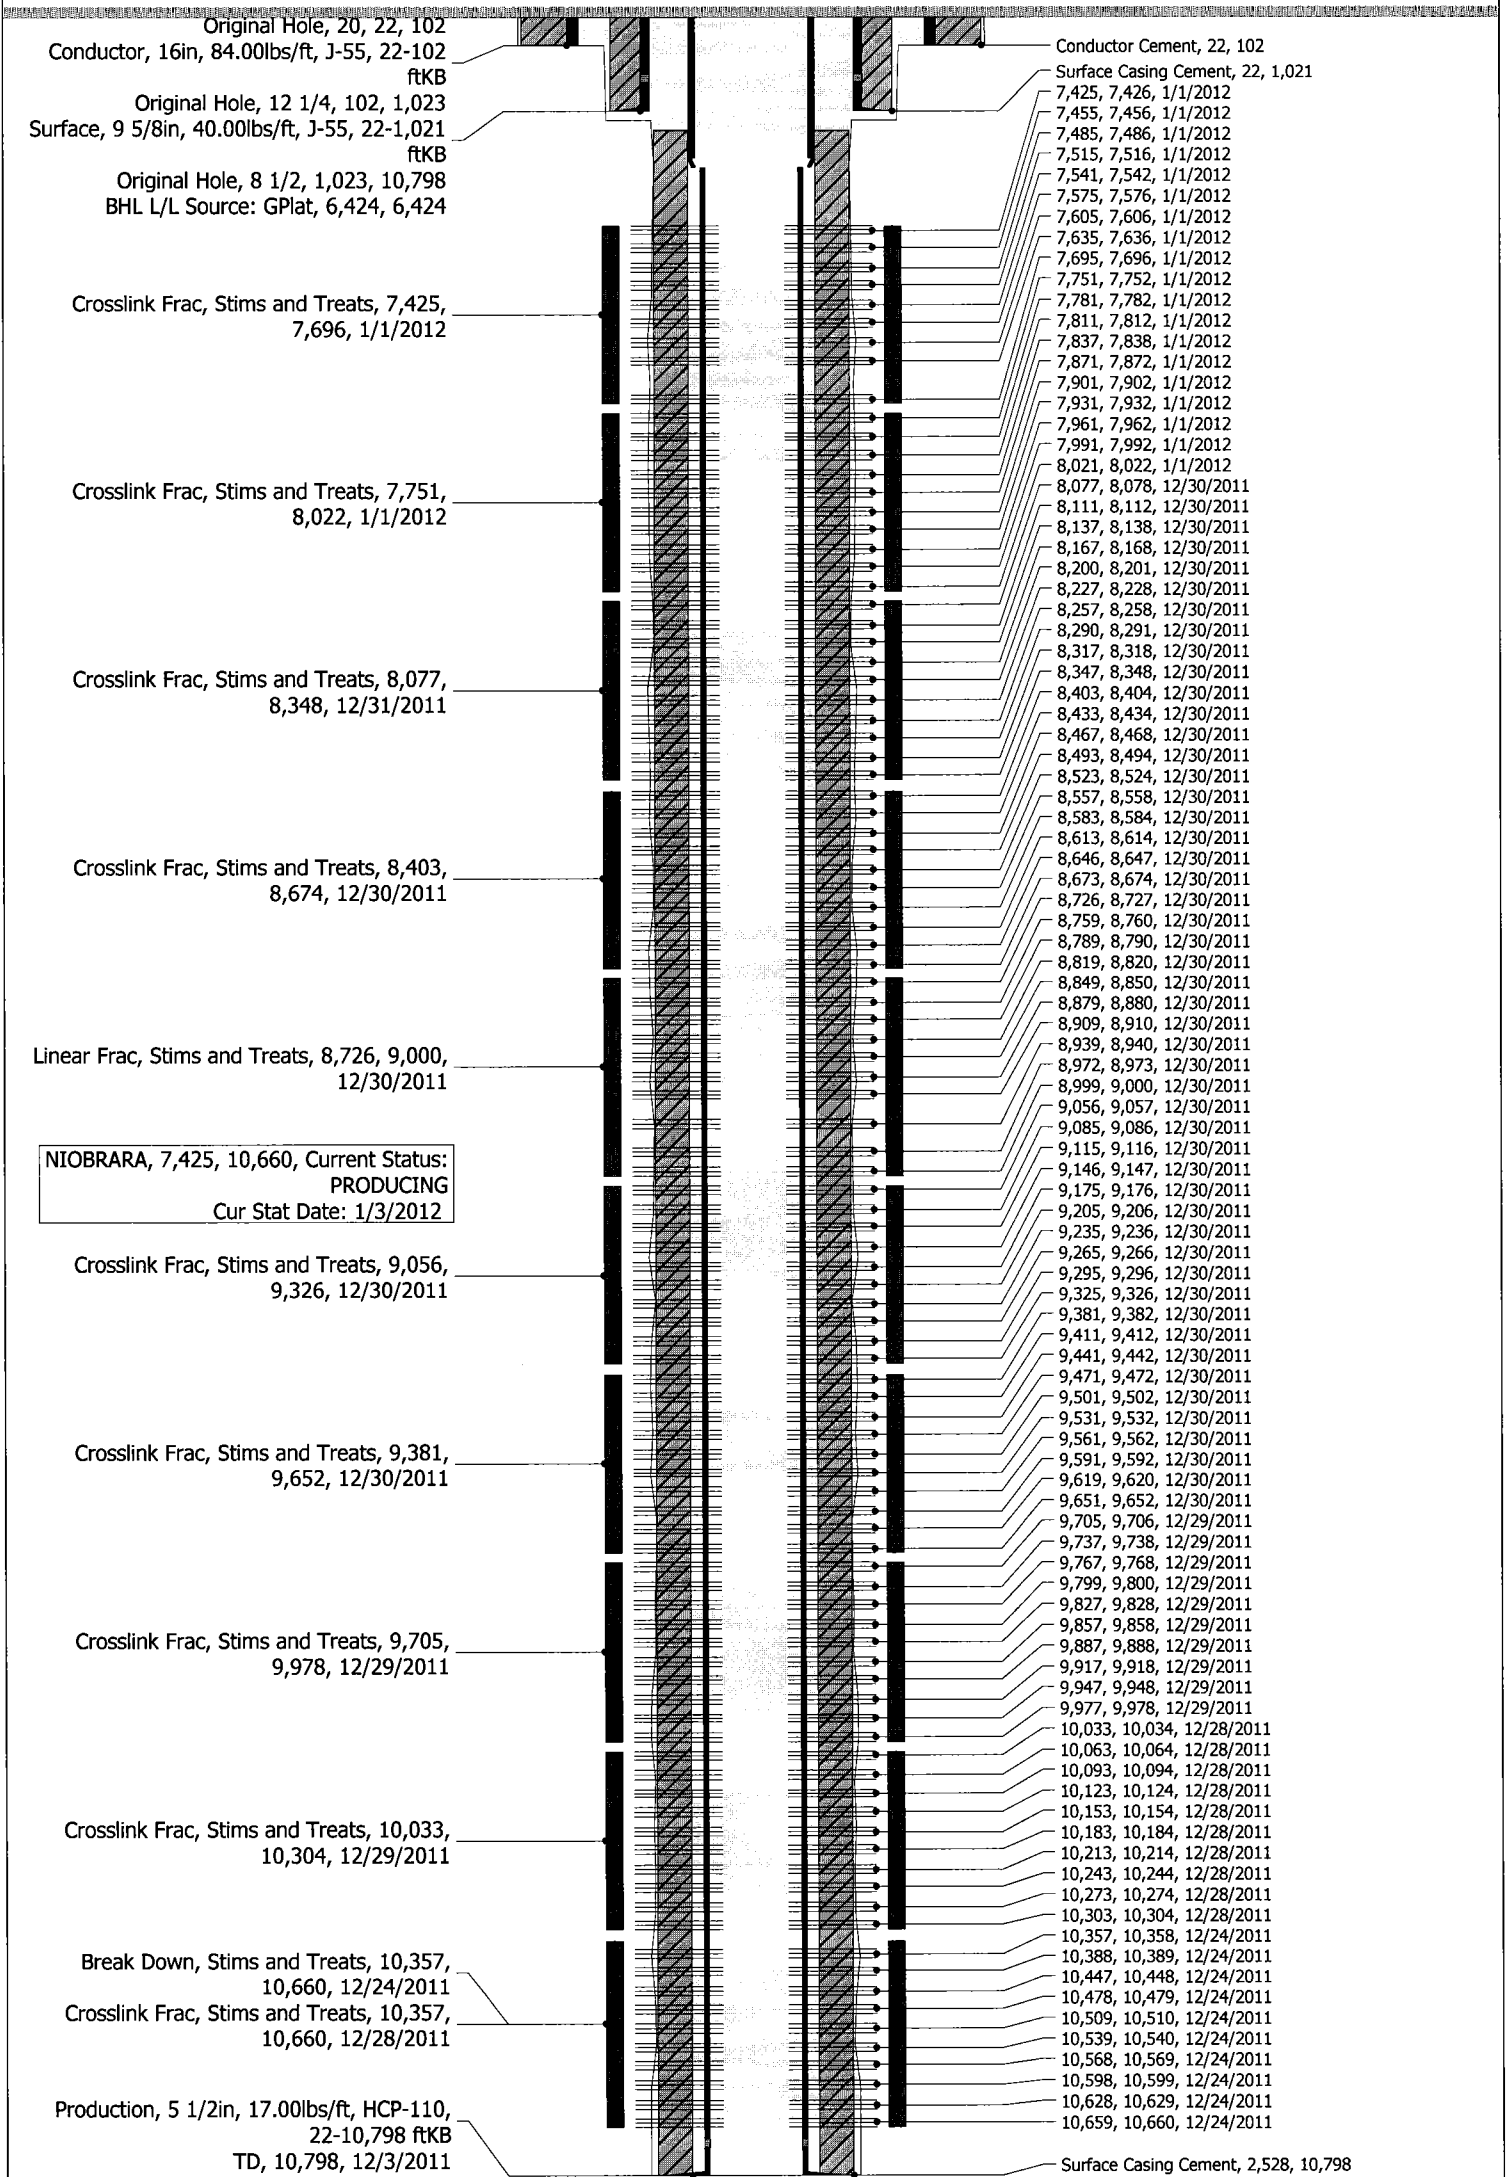 Original Hole, 20, 22, 102
Conductor, 16in, 84.00lbs/ft, J-55, 22-102
ftKB
Original Hole, 12 1/4, 102, 1,023
Surface, 9 5/8in, 40.00lbs/ft, J-55, 22-1,021
ftKB
Original Hole, 8 1/2, 1,023, 10,798
BHL L/L Source: GPlat, 6,424, 6,424
Crosslink Frac, Stims and Treats, 7,425,
7,696, 1/1/2012
Crosslink Frac, Stims and Treats, 7,751,
8,022, 1/1/2012
Crosslink Frac, Stims and Treats, 8,077,
8,348, 12/31/2011
Crosslink Frac, Stims and Treats, 8,403,
8,674, 12/30/2011
Linear Frac, Stims and Treats, 8,726, 9,000,
12/30/2011
NIOBRARA, 7,425, 10,660, Current Status:
PRODUCING
Cur Stat Date: 1/3/2012
Crosslink Frac, Stims and Treats, 9,056,
9,326, 12/30/2011
Crosslink Frac, Stims and Treats, 9,381,
9,652, 12/30/2011
Crosslink Frac, Stims and Treats, 9,705,
9,978, 12/29/2011
Crosslink Frac, Stims and Treats, 10,033,
10,304, 12/29/2011
Break Down, Stims and Treats, 10,357,
10,660, 12/24/2011
Crosslink Frac, Stims and Treats, 10,357,
10,660, 12/28/2011
Production, 5 1/2in, 17.00lbs/ft, HCP-110,
22-10,798 ftKB
TD, 10,798, 12/3/2011
Conductor Cement, 22, 102
Surface Casing Cement, 22, 1,021
7,425, 7,426, 1/1/2012
7,455, 7,456, 1/1/2012
7,485, 7,486, 1/1/2012
7,515, 7,516, 1/1/2012
7,541, 7,542, 1/1/2012
7,575, 7,576, 1/1/2012
7,605, 7,606, 1/1/2012
7,635, 7,636, 1/1/2012
7,695, 7,696, 1/1/2012
7,751, 7,752, 1/1/2012
7,781, 7,782, 1/1/2012
7,811, 7,812, 1/1/2012
7,837, 7,838, 1/1/2012
7,871, 7,872, 1/1/2012
7,901, 7,902, 1/1/2012
7,931, 7,932, 1/1/2012
7,961, 7,962, 1/1/2012
7,991, 7,992, 1/1/2012
8,021, 8,022, 1/1/2012
8,077, 8,078, 12/30/2011
8,111, 8,112, 12/30/2011
8,137, 8,138, 12/30/2011
8,167, 8,168, 12/30/2011
8,200, 8,201, 12/30/2011
8,227, 8,228, 12/30/2011
8,257, 8,258, 12/30/2011
8,290, 8,291, 12/30/2011
8,317, 8,318, 12/30/2011
8,347, 8,348, 12/30/2011
8,403, 8,404, 12/30/2011
8,433, 8,434, 12/30/2011
8,467, 8,468, 12/30/2011
8,493, 8,494, 12/30/2011
8,523, 8,524, 12/30/2011
8,557, 8,558, 12/30/2011
8,583, 8,584, 12/30/2011
8,613, 8,614, 12/30/2011
8,646, 8,647, 12/30/2011
8,673, 8,674, 12/30/2011
8,726, 8,727, 12/30/2011
8,759, 8,760, 12/30/2011
8,789, 8,790, 12/30/2011
8,819, 8,820, 12/30/2011
8,849, 8,850, 12/30/2011
8,879, 8,880, 12/30/2011
8,909, 8,910, 12/30/2011
8,939, 8,940, 12/30/2011
8,972, 8,973, 12/30/2011
8,999, 9,000, 12/30/2011
9,056, 9,057, 12/30/2011
9,085, 9,086, 12/30/2011
9,115, 9,116, 12/30/2011
9,146, 9,147, 12/30/2011
9,175, 9,176, 12/30/2011
9,205, 9,206, 12/30/2011
9,235, 9,236, 12/30/2011
9,265, 9,266, 12/30/2011
9,295, 9,296, 12/30/2011
9,325, 9,326, 12/30/2011
9,381, 9,382, 12/30/2011
9,411, 9,412, 12/30/2011
9,441, 9,442, 12/30/2011
9,471, 9,472, 12/30/2011
9,501, 9,502, 12/30/2011
9,531, 9,532, 12/30/2011
9,561, 9,562, 12/30/2011
9,591, 9,592, 12/30/2011
9,619, 9,620, 12/30/2011
9,651, 9,652, 12/30/2011
9,705, 9,706, 12/29/2011
9,737, 9,738, 12/29/2011
9,767, 9,768, 12/29/2011
9,799, 9,800, 12/29/2011
9,827, 9,828, 12/29/2011
9,857, 9,858, 12/29/2011
9,887, 9,888, 12/29/2011
9,917, 9,918, 12/29/2011
9,947, 9,948, 12/29/2011
9,977, 9,978, 12/29/2011
10,033, 10,034, 12/28/2011
10,063, 10,064, 12/28/2011
10,093, 10,094, 12/28/2011
10,123, 10,124, 12/28/2011
10,153, 10,154, 12/28/2011
10,183, 10,184, 12/28/2011
10,213, 10,214, 12/28/2011
10,243, 10,244, 12/28/2011
10,273, 10,274, 12/28/2011
10,303, 10,304, 12/28/2011
10,357, 10,358, 12/24/2011
10,388, 10,389, 12/24/2011
10,447, 10,448, 12/24/2011
10,478, 10,479, 12/24/2011
10,509, 10,510, 12/24/2011
10,539, 10,540, 12/24/2011
10,568, 10,569, 12/24/2011
10,598, 10,599, 12/24/2011
10,628, 10,629, 12/24/2011
10,659, 10,660, 12/24/2011
Surface Casing Cement, 2,528, 10,798